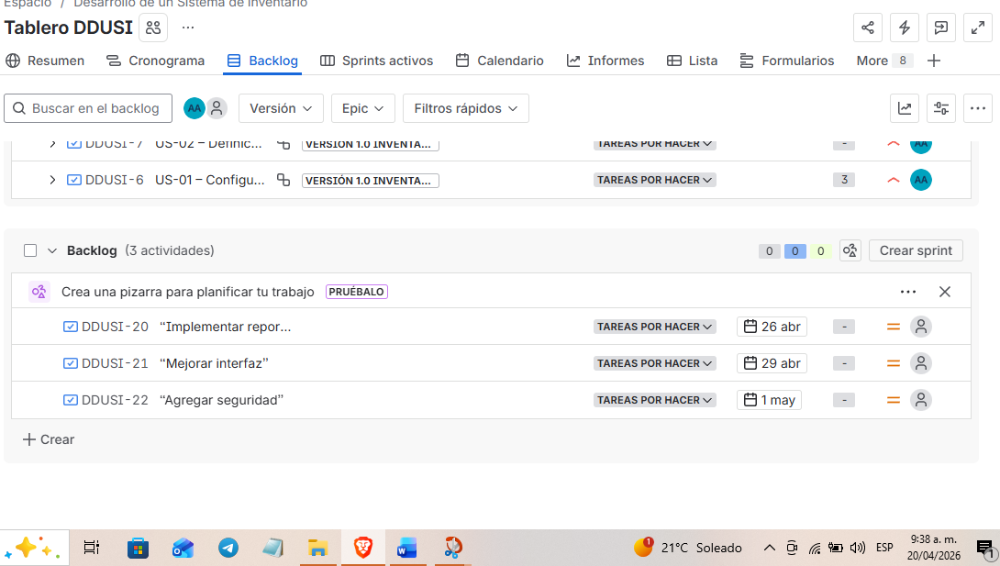 Espacio / Desarrollo de un Sistema de Inventario
Tablero DDUSI ...
Resumen Cronograma Backlog Sprints activos Calendario Informes Lista Formularios More 8
Buscar en el backlog AA Versión Epic Filtros rápidos
DDUSI-7 US-02 – Definic... VERSIÓN 1.0 INVENTA... TAREAS POR HACER - AA
DDUSI-6 US-01 – Configu... VERSIÓN 1.0 INVENTA... TAREAS POR HACER 3 AA
Backlog (3 actividades) 0 0 0 Crear sprint
Crea una pizarra para planificar tu trabajo PRUÉBALO
DDUSI-20 “Implementar repor... TAREAS POR HACER 26 abr -
DDUSI-21 “Mejorar interfaz” TAREAS POR HACER 29 abr -
DDUSI-22 “Agregar seguridad” TAREAS POR HACER 1 may -
+ Crear
1 21°C Soleado ESP 9:38 a. m.
20/04/2026 1